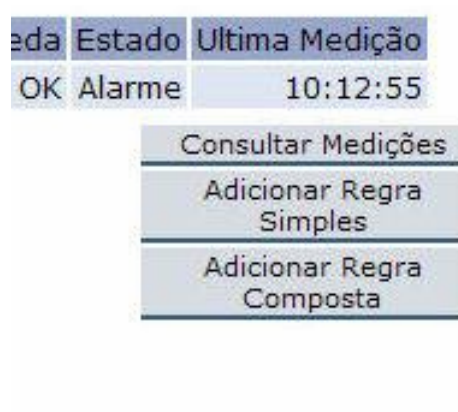 eda Estado Ultima Medição
OK Alarme 10:12:55
Consultar Medições
Adicionar Regra
Simples
Adicionar Regra
Composta